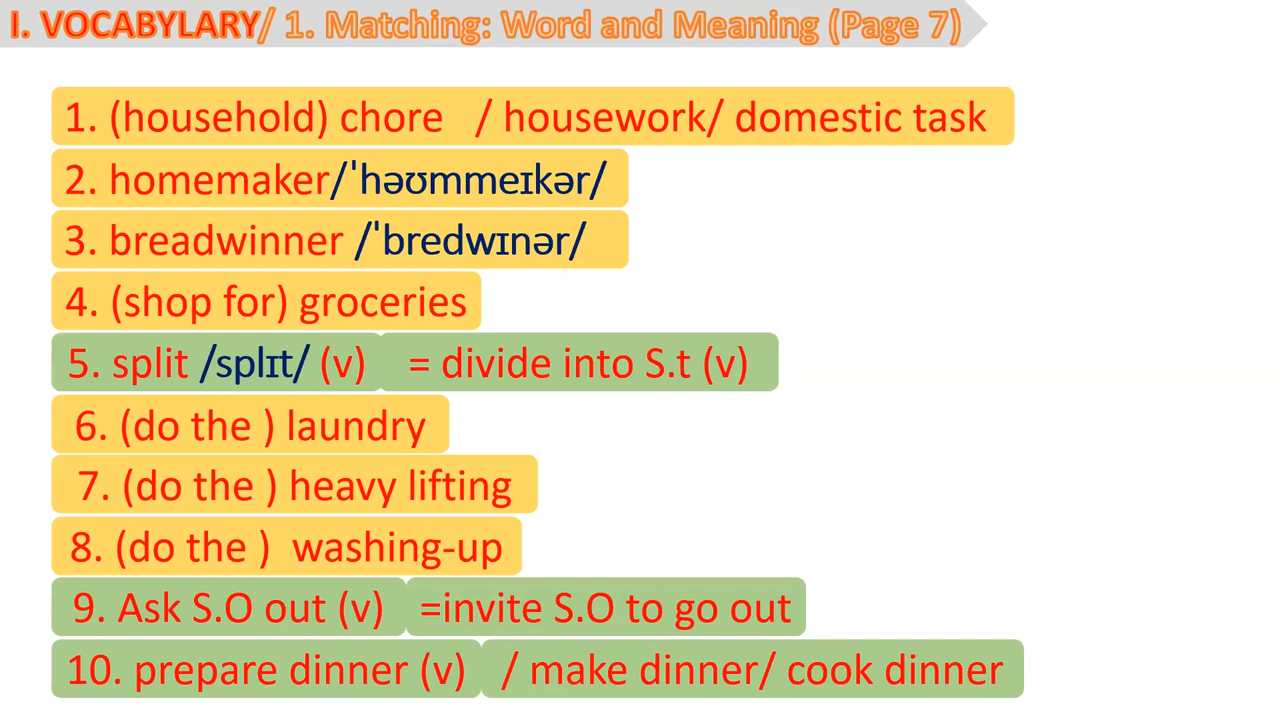 I. VOCABYLARY/ 1. Matching: Word and Meaning (Page 7)
1. (household) chore / housework/ domestic task
2. homemaker/ˈhəʊmmeɪkər/
3. breadwinner /ˈbredwɪnər/
4. (shop for) groceries
5. split /splɪt/ (v) = divide into S.t (v)
6. (do the ) laundry
7. (do the ) heavy lifting
8. (do the ) washing-up
9. Ask S.O out (v) =invite S.O to go out
10. prepare dinner (v) / make dinner/ cook dinner